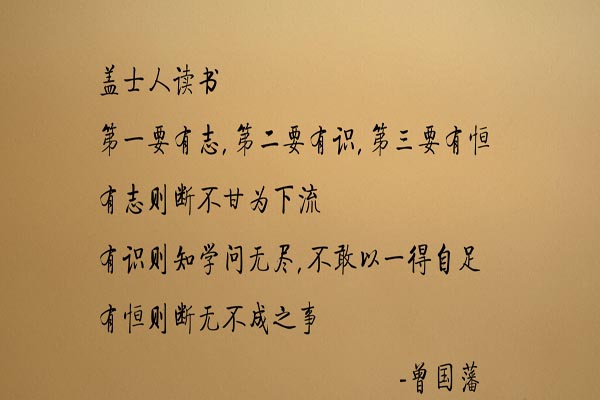 盖士人读书
第一要有志,第二要有识,第三要有恒
有志则断不甘为下流
有识则知学问无尽,不敢以一得自足
有恒则断无不成之事
-曾国藩